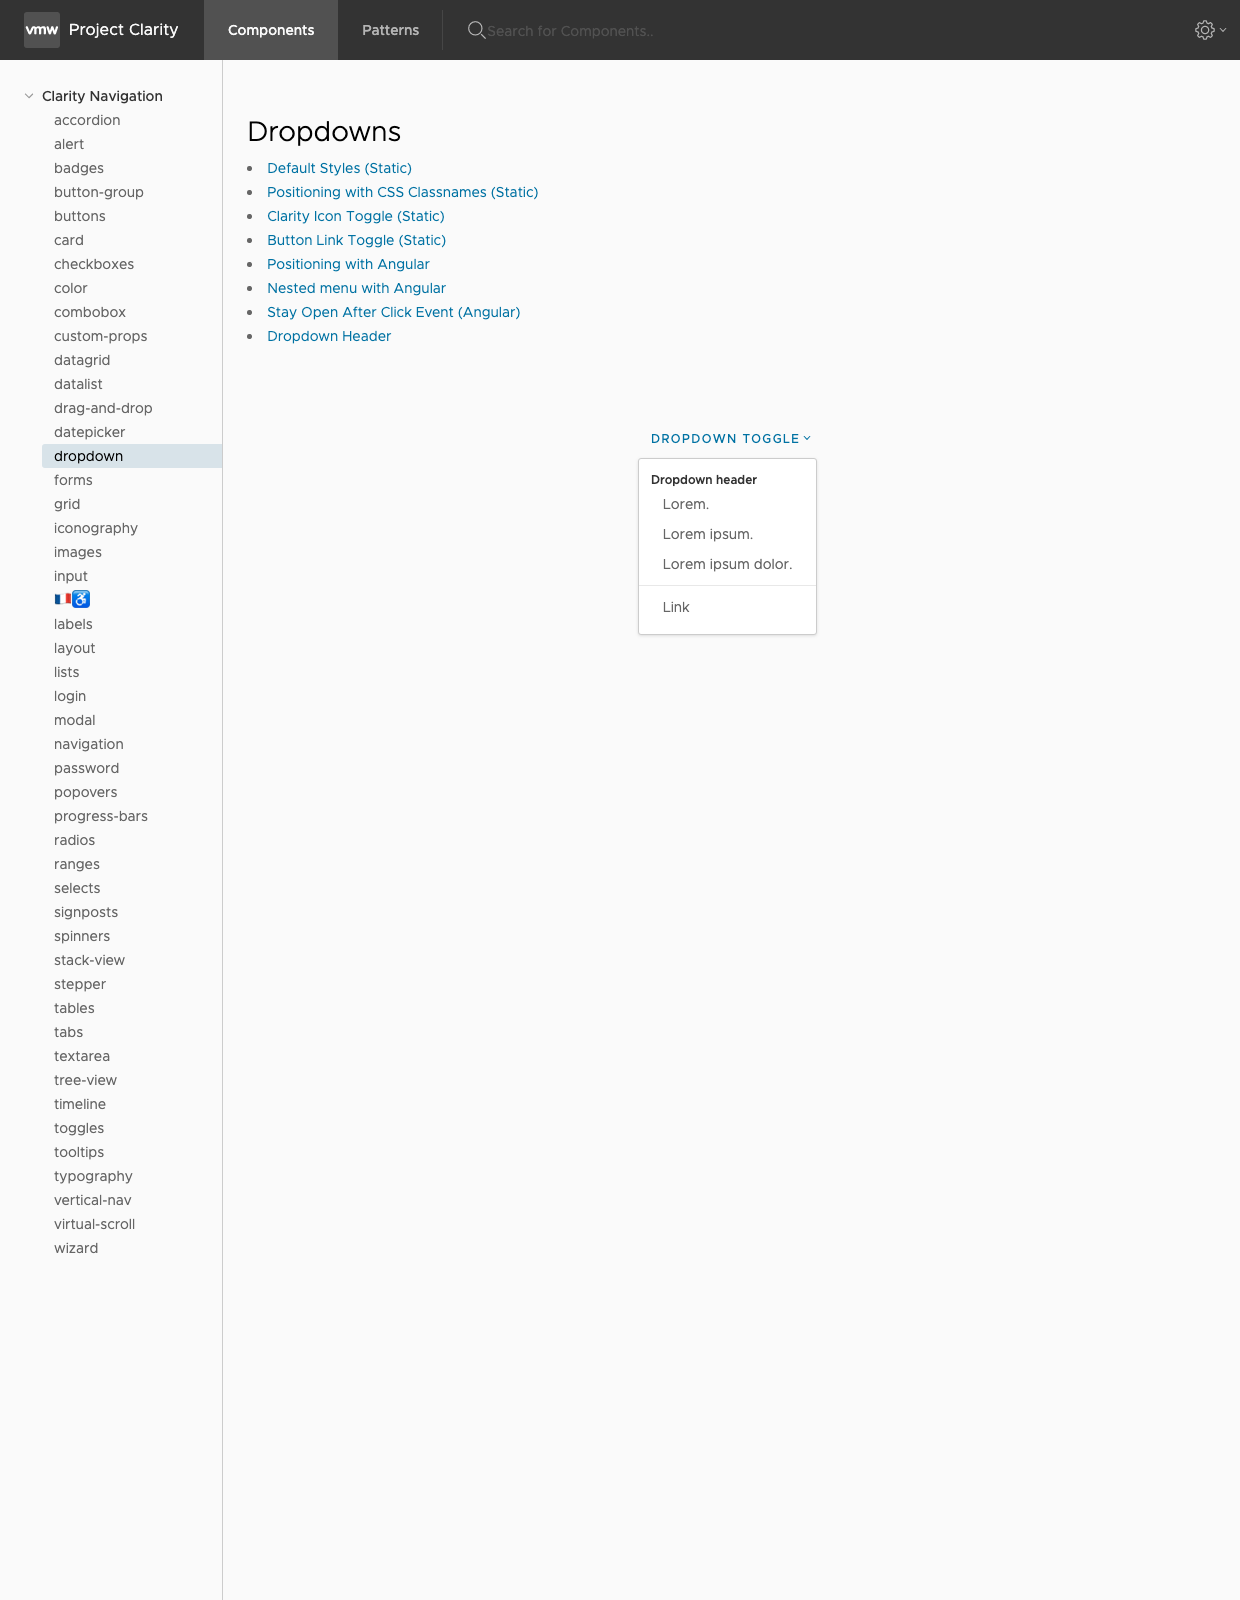 vmw Project Clarity Components Patterns Search for Components..
Clarity Navigation
accordion
alert
badges
button-group
buttons
card
checkboxes
color
combobox
custom-props
datagrid
datalist
drag-and-drop
datepicker
dropdown
forms
grid
iconography
images
input
🇫🇷♿
labels
layout
lists
login
modal
navigation
password
popovers
progress-bars
radios
ranges
selects
signposts
spinners
stack-view
stepper
tables
tabs
textarea
tree-view
timeline
toggles
tooltips
typography
vertical-nav
virtual-scroll
wizard
Dropdowns
Default Styles (Static)
Positioning with CSS Classnames (Static)
Clarity Icon Toggle (Static)
Button Link Toggle (Static)
Positioning with Angular
Nested menu with Angular
Stay Open After Click Event (Angular)
Dropdown Header
DROPDOWN TOGGLE
Dropdown header
Lorem.
Lorem ipsum.
Lorem ipsum dolor.
Link